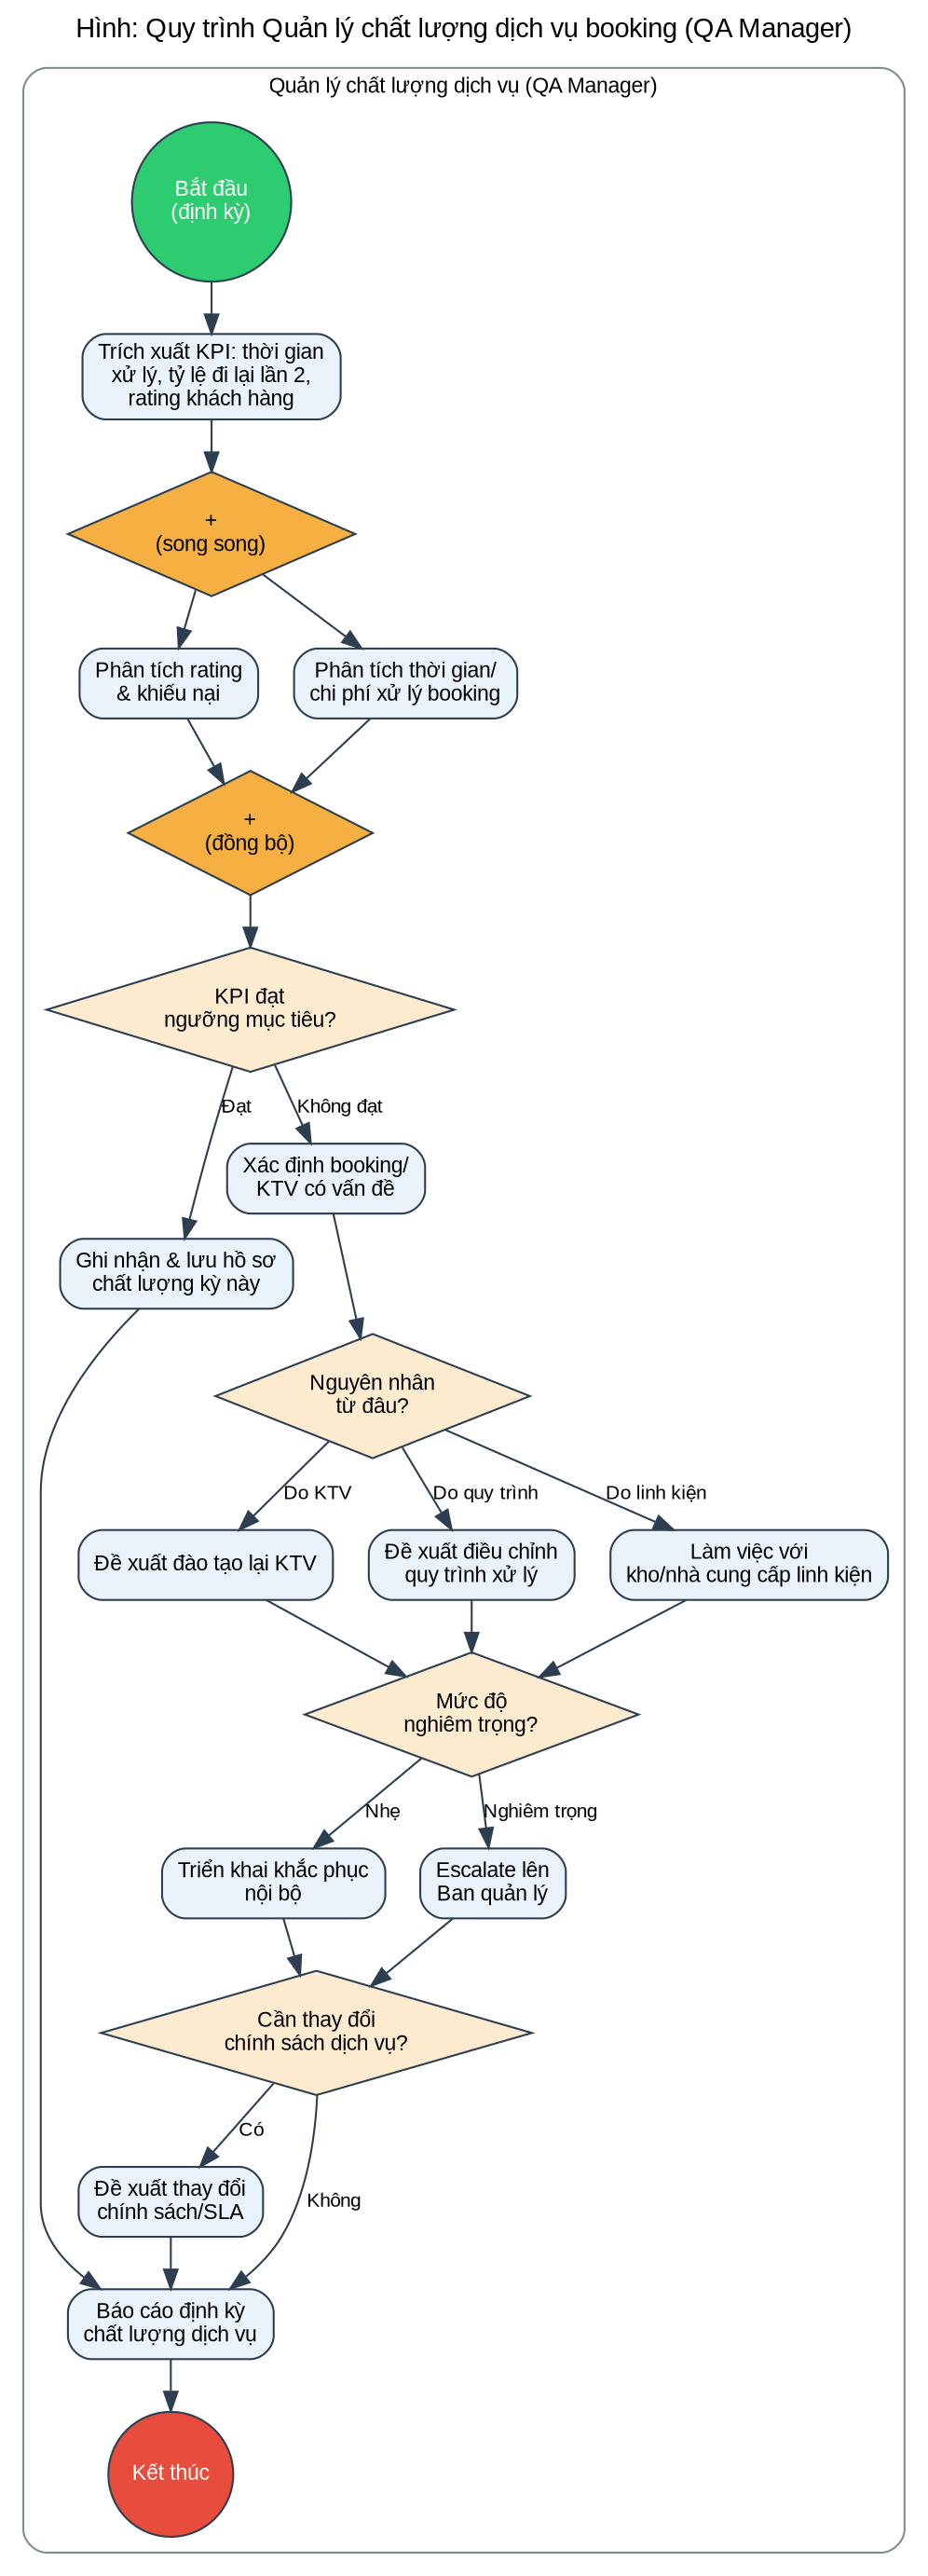 Hình: Quy trình Quản lý chất lượng dịch vụ booking (QA Manager)
Quản lý chất lượng dịch vụ (QA Manager)
Bắt đầu
(định kỳ)
Trích xuất KPI: thời gian
xử lý, tỷ lệ đi lại lần 2,
rating khách hàng
+
(song song)
Phân tích rating
& khiếu nại
Phân tích thời gian/
chi phí xử lý booking
+
(đồng bộ)
KPI đạt
ngưỡng mục tiêu?
Đạt
Không đạt
Xác định booking/
KTV có vấn đề
Ghi nhận & lưu hồ sơ
chất lượng kỳ này
Nguyên nhân
từ đâu?
Do KTV
Do quy trình
Do linh kiện
Đề xuất đào tạo lại KTV
Đề xuất điều chỉnh
quy trình xử lý
Làm việc với
kho/nhà cung cấp linh kiện
Mức độ
nghiêm trọng?
Nhẹ
Nghiêm trọng
Triển khai khắc phục
nội bộ
Escalate lên
Ban quản lý
Cần thay đổi
chính sách dịch vụ?
Có
Đề xuất thay đổi
chính sách/SLA
Không
Báo cáo định kỳ
chất lượng dịch vụ
Kết thúc